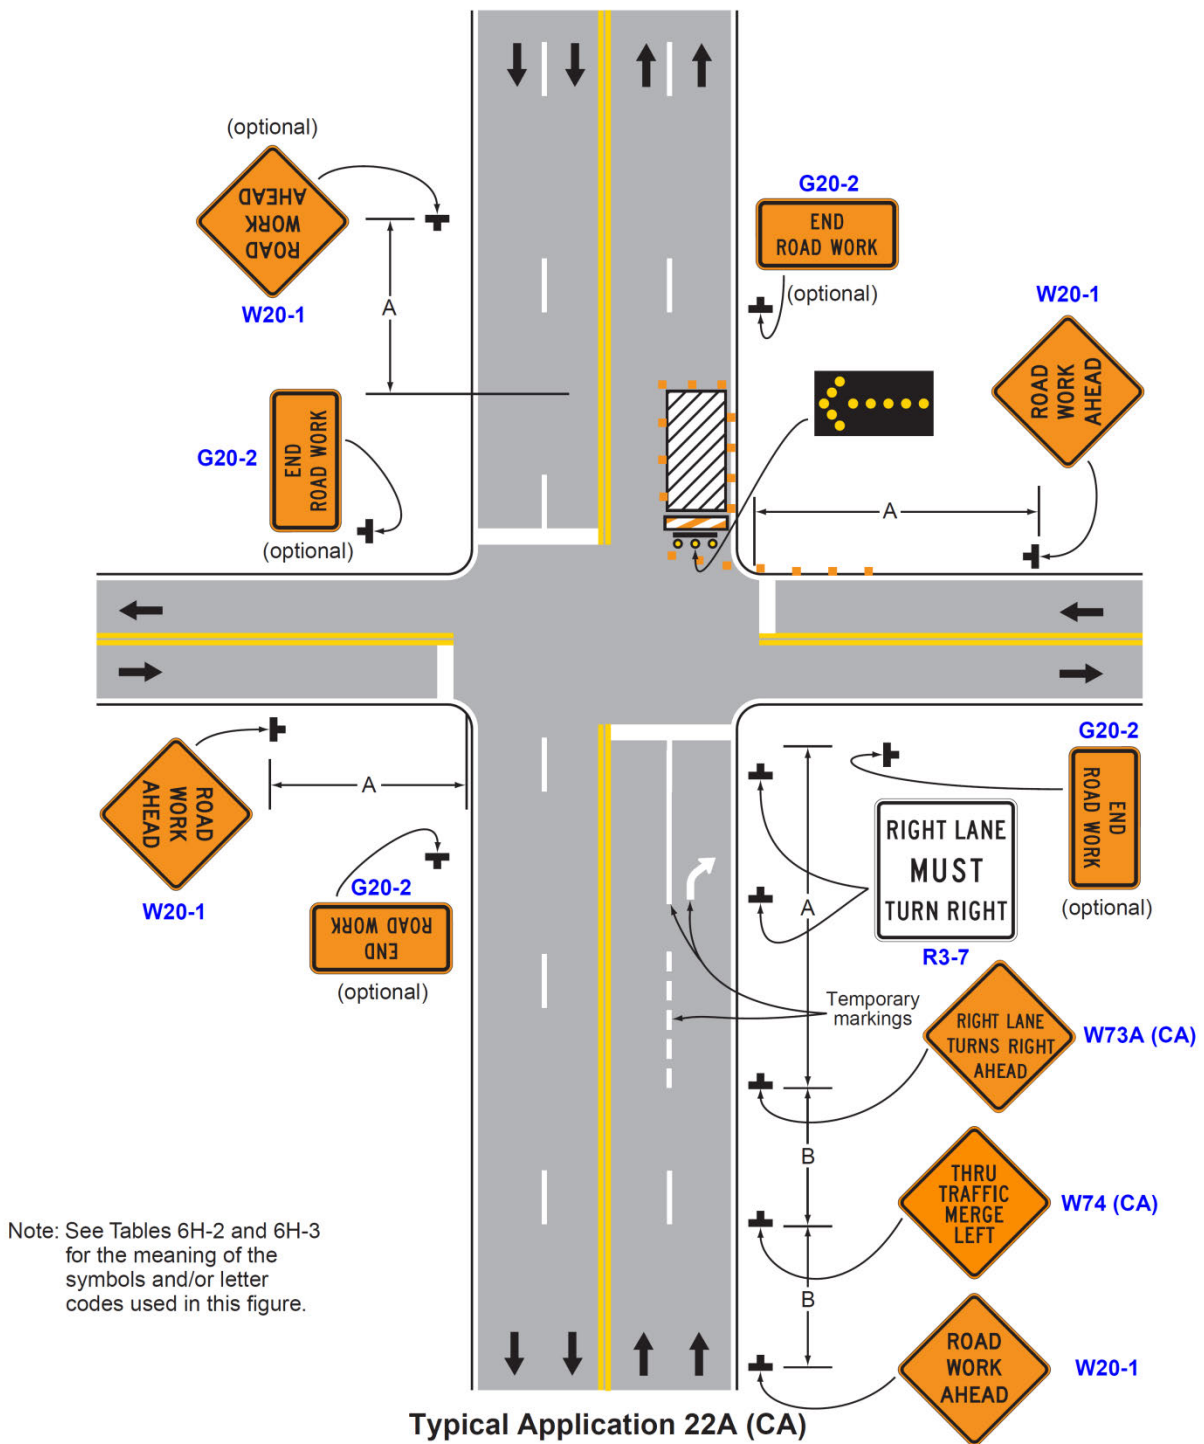 (optional)
ROAD
WORK
AHEAD
W20-1
A
G20-2
END
ROAD WORK
(optional)
G20-2
END
ROAD WORK
(optional)
W20-1
ROAD
WORK
AHEAD
A
ROAD
WORK
AHEAD
W20-1
A
G20-2
END
ROAD WORK
(optional)
G20-2
END
ROAD WORK
(optional)
A
RIGHT LANE
MUST
TURN RIGHT
R3-7
Temporary
markings
RIGHT LANE
TURNS RIGHT
AHEAD
W73A (CA)
B
THRU
TRAFFIC
MERGE
LEFT
W74 (CA)
B
ROAD
WORK
AHEAD
W20-1
Note: See Tables 6H-2 and 6H-3
for the meaning of the
symbols and/or letter
codes used in this figure.
Typical Application 22A (CA)